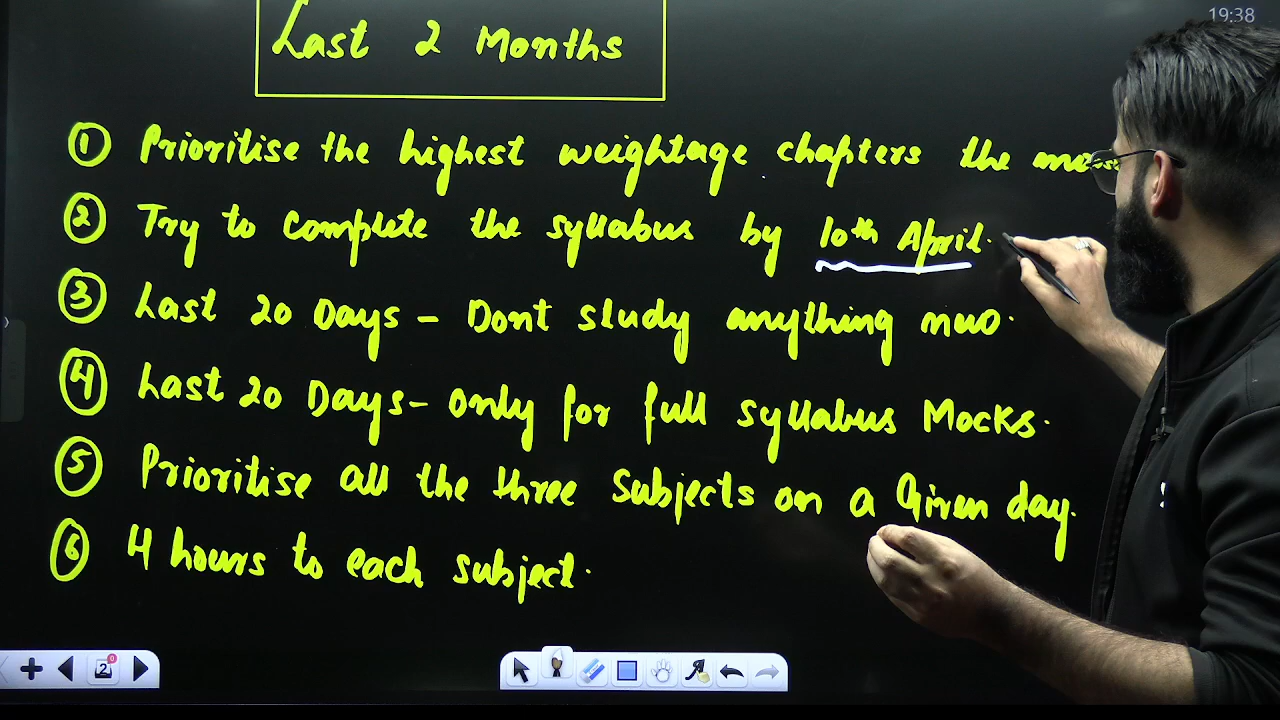 19:38
Last 2 Months
① Prioritise the highest weightage chapters the
② Try to complete the syllabus by 10th April.
③ Last 20 Days - Dont study anything nuo.
④ Last 20 Days - only for full syllabus Mocks.
⑤ Prioritise all the three Subjects on a Given day.
⑥ 4 hours to each subject.
2